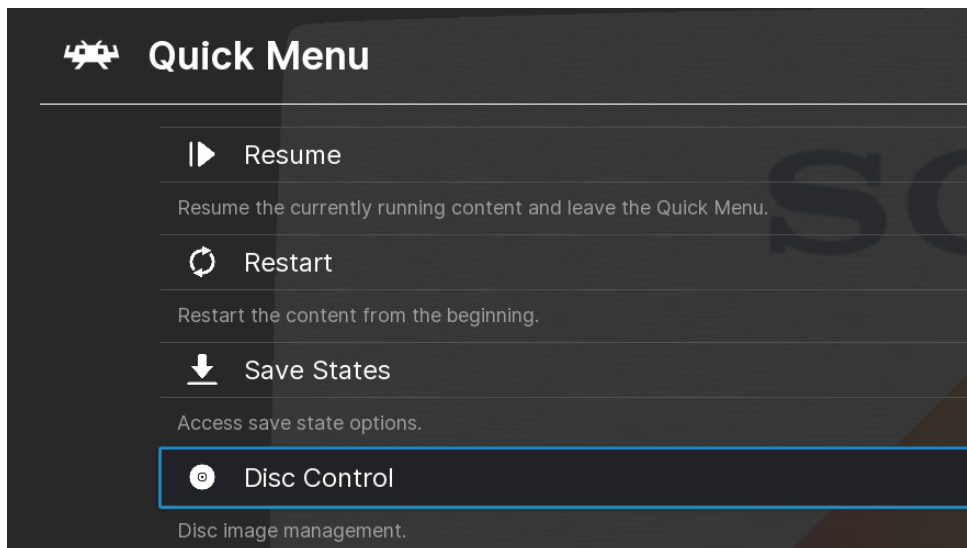 Quick Menu
Resume
Resume the currently running content and leave the Quick Menu.
Restart
Restart the content from the beginning.
Save States
Access save state options.
Disc Control
Disc image management.